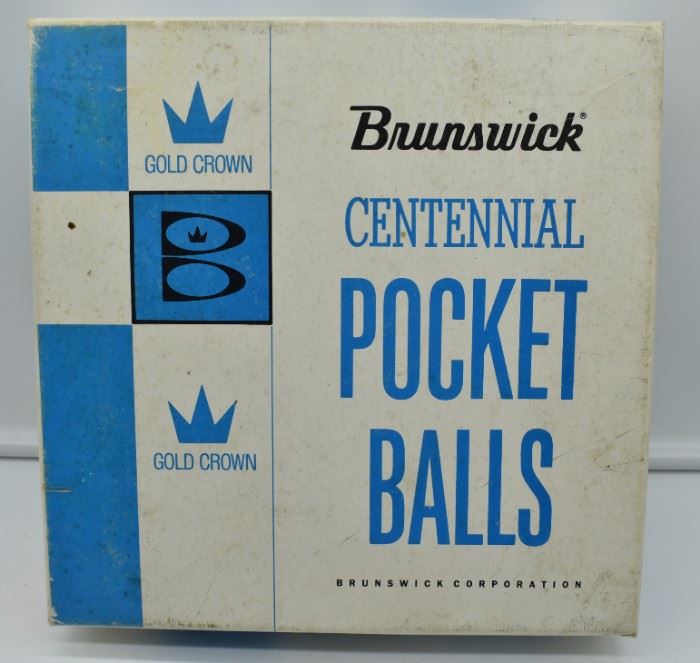 GOLD CROWN
B
GOLD CROWN
Brunswick®
CENTENNIAL
POCKET
BALLS
BRUNSWICK CORPORATION